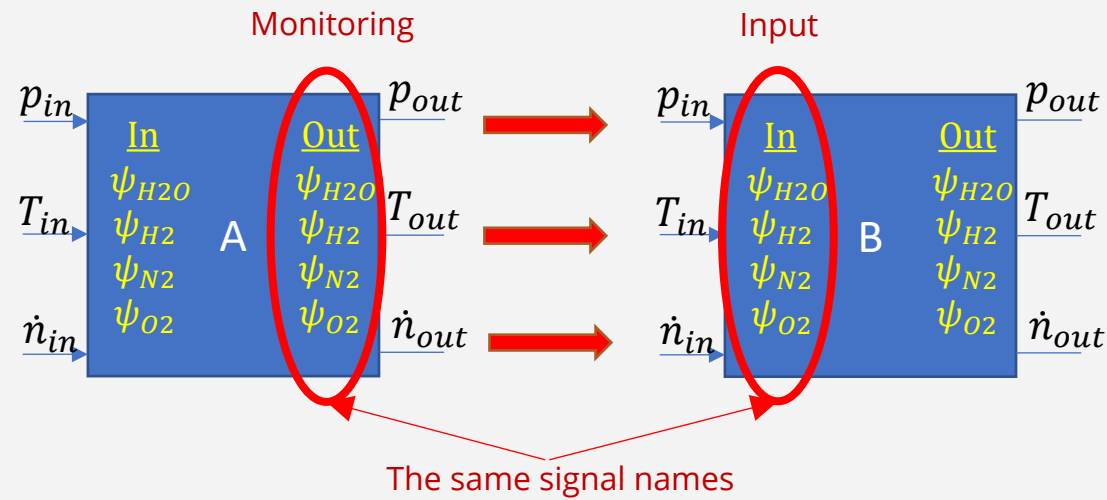 Monitoring
Input
p_in
In
Out
p_out
ψ_H2O
ψ_H2O
T_in
ψ_H2
A
ψ_H2
T_out
ψ_N2
ψ_N2
ψ_O2
ψ_O2
ṅ_in
ṅ_out
p_in
In
Out
p_out
ψ_H2O
ψ_H2O
T_in
ψ_H2
B
ψ_H2
T_out
ψ_N2
ψ_N2
ψ_O2
ψ_O2
ṅ_in
ṅ_out
The same signal names